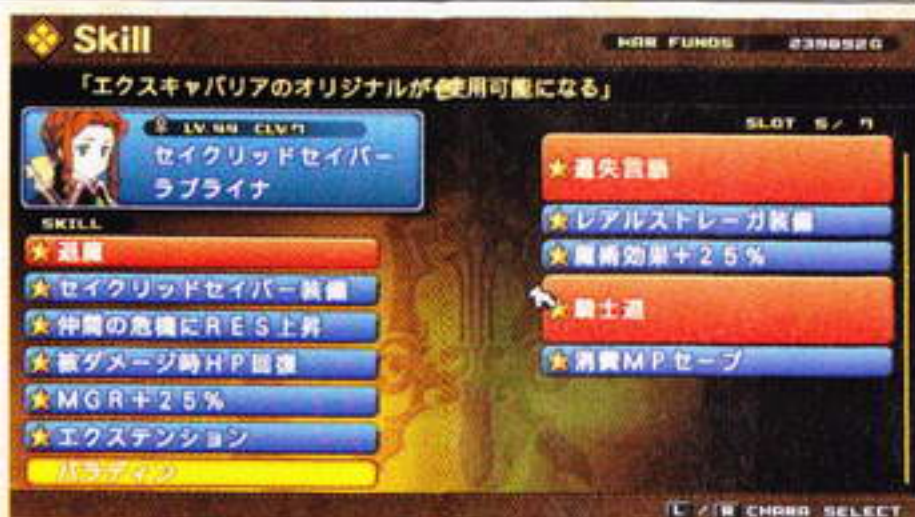 Skill
WAR FUNDS 239892G
「エクスキャバリアのオリジナルが使用可能になる」
LV.99 CLV.7
セイクリッドセイバー
ラブライナ
SLOT 5/ 7
SKILL
退魔
セイクリッドセイバー装備
仲間の危機にRES上昇
被ダメージ時HP回復
MGR+25%
エクステンション
パラディン
遺失言語
レアルストレーガ装備
魔術効果+25%
騎士道
消費MPセーブ
L / R CHARA SELECT